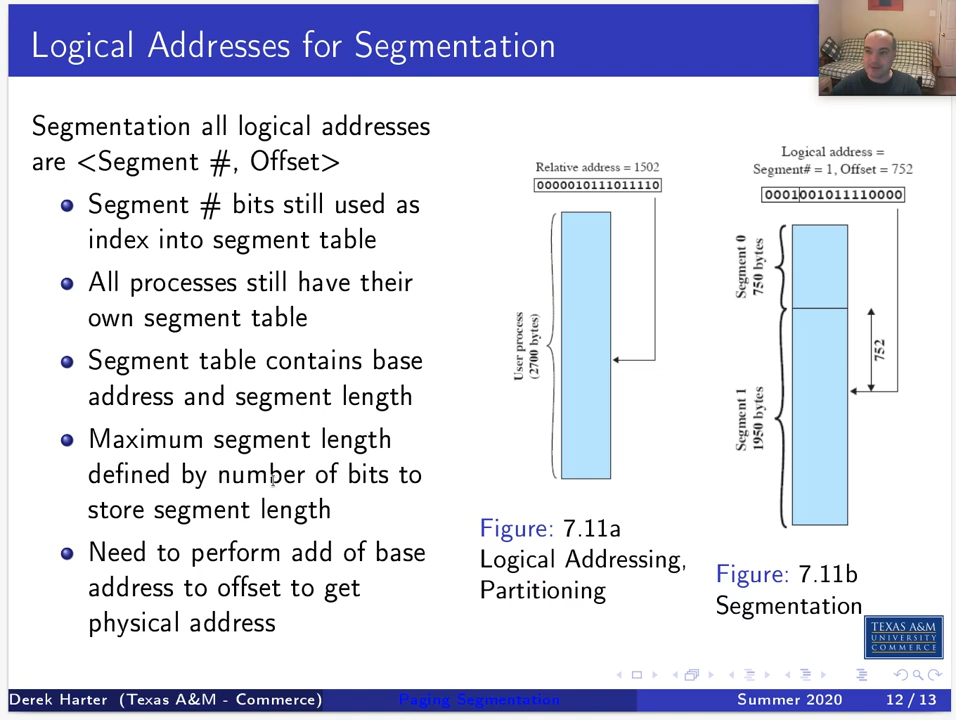 Logical Addresses for Segmentation
Segmentation all logical addresses
are <Segment #, Offset>
Segment # bits still used as
index into segment table
All processes still have their
own segment table
Segment table contains base
address and segment length
Maximum segment length
defined by number of bits to
store segment length
Need to perform add of base
address to offset to get
physical address
Relative address = 1502
0000010111011110
User process
(2700 bytes)
Figure: 7.11a
Logical Addressing,
Partitioning
Logical address =
Segment# = 1, Offset = 752
0001001011110000
Segment 0
750 bytes
Segment 1
1950 bytes
752
Figure: 7.11b
Segmentation
TEXAS A&M
UNIVERSITY
COMMERCE
Derek Harter (Texas A&M - Commerce)
Paging Segmentation
Summer 2020
12 / 13